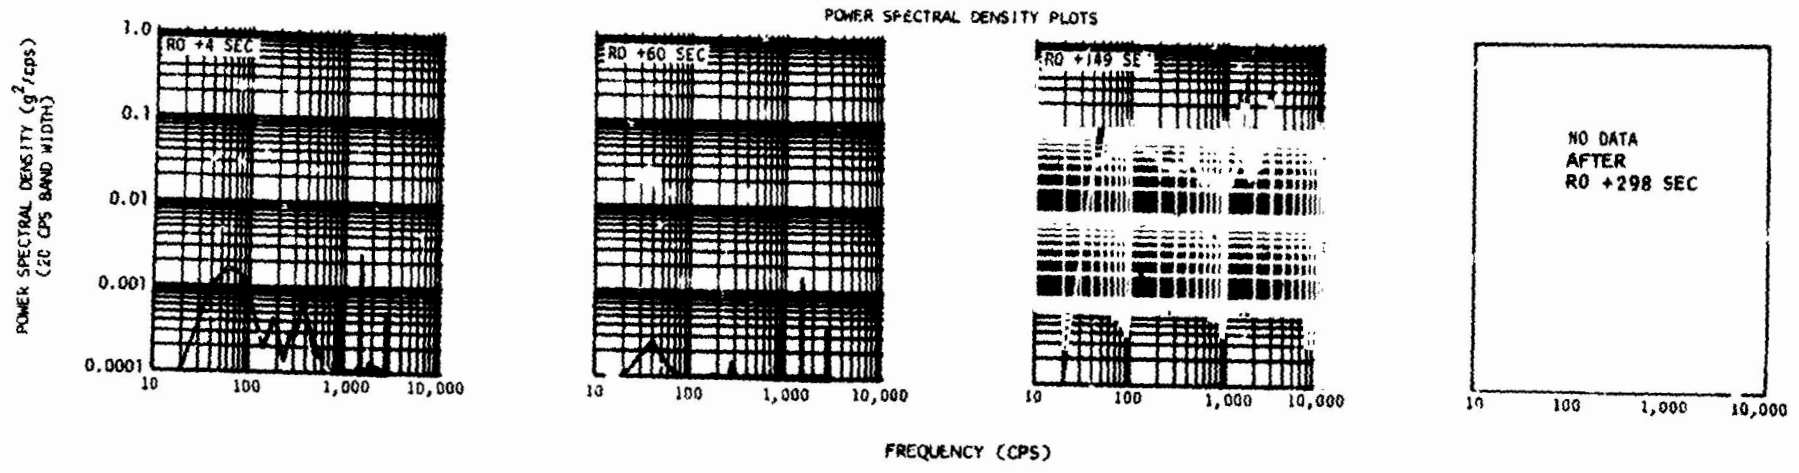 POWER SPECTRAL DENSITY PLOTS
POWER SPECTRAL DENSITY (g²/cps)
(20 CPS BAND WIDTH)
1.0
0.1
0.01
0.001
0.0001
RO +4 SEC
10 100 1,000 10,000
RO +60 SEC
10 100 1,000 10,000
RO +149 SE
10 100 1,000 10,000
NO DATA
AFTER
RO +298 SEC
10 100 1,000 10,000
FREQUENCY (CPS)